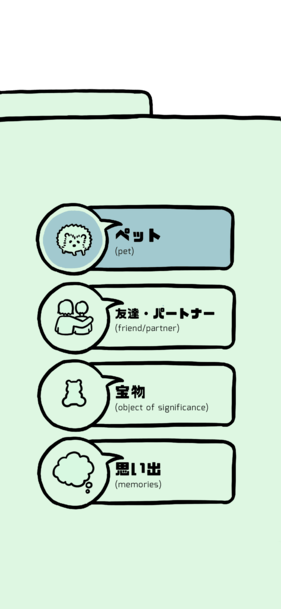 ペット
(pet)
友達・パートナー
(friend/partner)
宝物
(object of significance)
思い出
(memories)